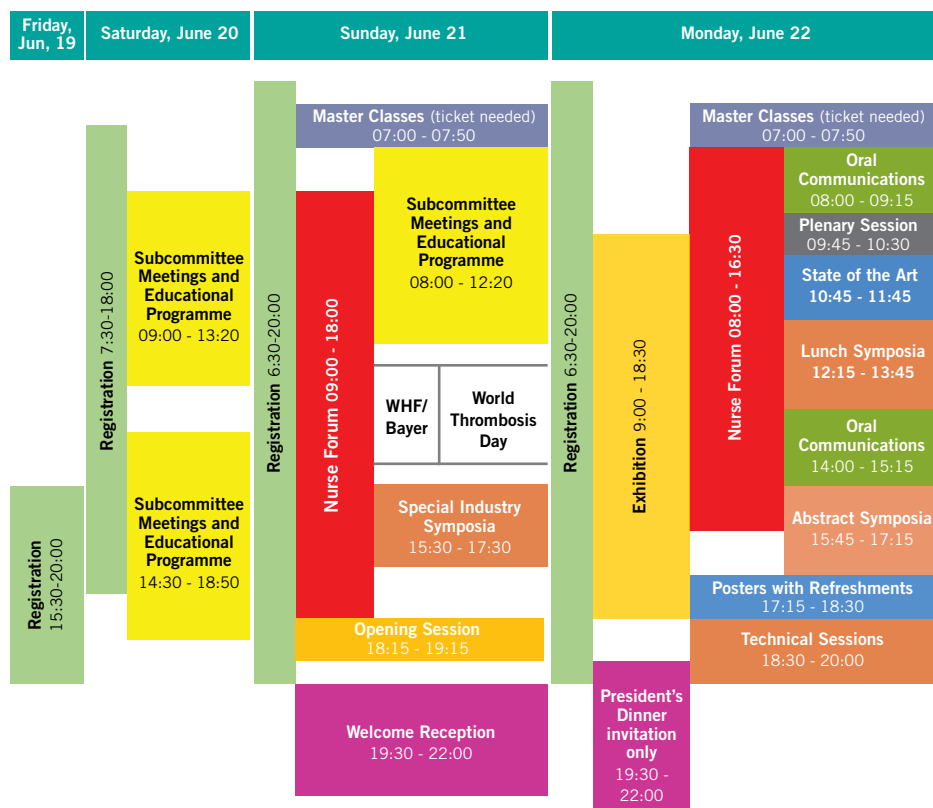 Friday,
Jun, 19
Saturday, June 20
Sunday, June 21
Monday, June 22
Registration
15:30-20:00
Registration 7:30-18:00
Subcommittee
Meetings and
Educational
Programme
09:00 - 13:20
Subcommittee
Meetings and
Educational
Programme
14:30 - 18:50
Registration 6:30-20:00
Master Classes (ticket needed)
07:00 - 07:50
Nurse Forum 09:00 - 18:00
Subcommittee
Meetings and
Educational
Programme
08:00 - 12:20
WHF/
Bayer
World
Thrombosis
Day
Special Industry
Symposia
15:30 - 17:30
Opening Session
18:15 - 19:15
Welcome Reception
19:30 - 22:00
Registration 6:30-20:00
Exhibition 9:00 - 18:30
President's
Dinner
invitation
only
19:30 -
22:00
Master Classes (ticket needed)
07:00 - 07:50
Nurse Forum 08:00 - 16:30
Oral
Communications
08:00 - 09:15
Plenary Session
09:45 - 10:30
State of the Art
10:45 - 11:45
Lunch Symposia
12:15 - 13:45
Oral
Communications
14:00 - 15:15
Abstract Symposia
15:45 - 17:15
Posters with Refreshments
17:15 - 18:30
Technical Sessions
18:30 - 20:00